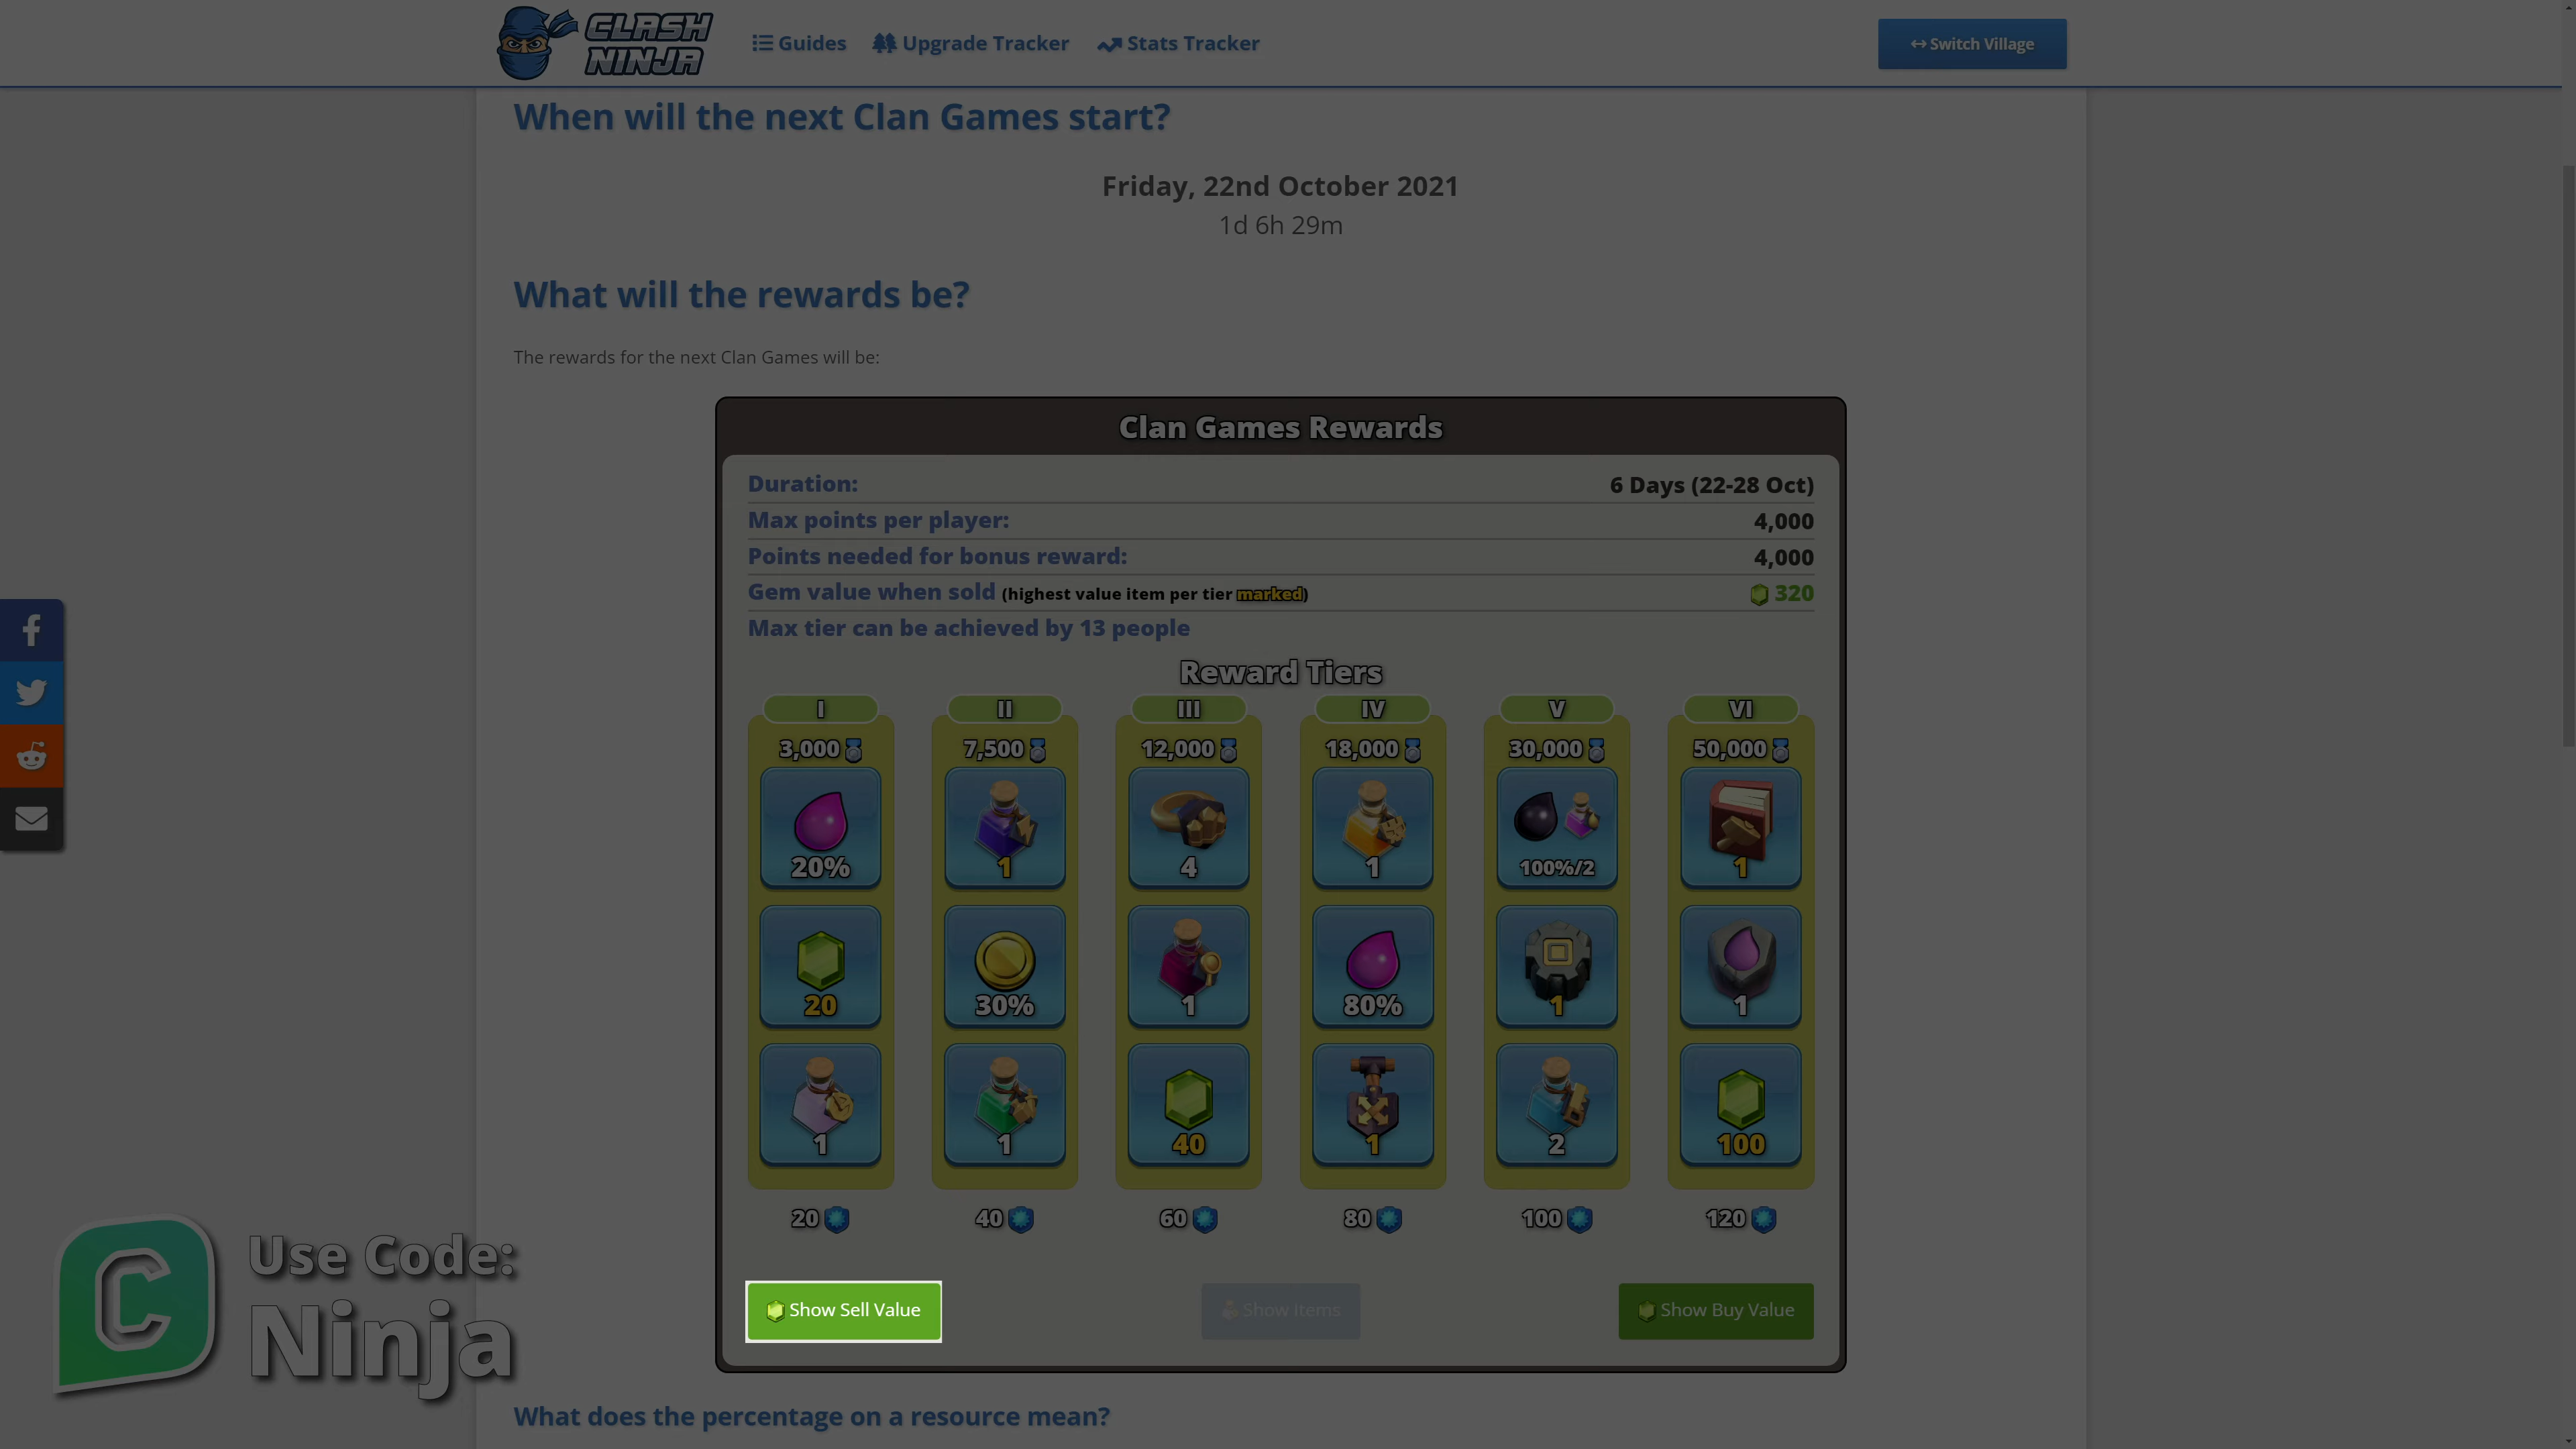 CLASH
NINJA
Guides
Upgrade Tracker
Stats Tracker
Switch Village
When will the next Clan Games start?
Friday, 22nd October 2021
1d 6h 29m
What will the rewards be?
The rewards for the next Clan Games will be:
Clan Games Rewards
Duration: 6 Days (22-28 Oct)
Max points per player: 4,000
Points needed for bonus reward: 4,000
Gem value when sold (highest value item per tier marked) 320
Max tier can be achieved by 13 people
Reward Tiers
I II III IV V VI
3,000 7,500 12,000 18,000 30,000 50,000
20% 1 4 1 100%/2 1
20 30% 1 80% 1 1
1 1 40 1 2 100
20 40 60 80 100 120
Show Sell Value Show Items Show Buy Value
Use Code:
Ninja
What does the percentage on a resource mean?